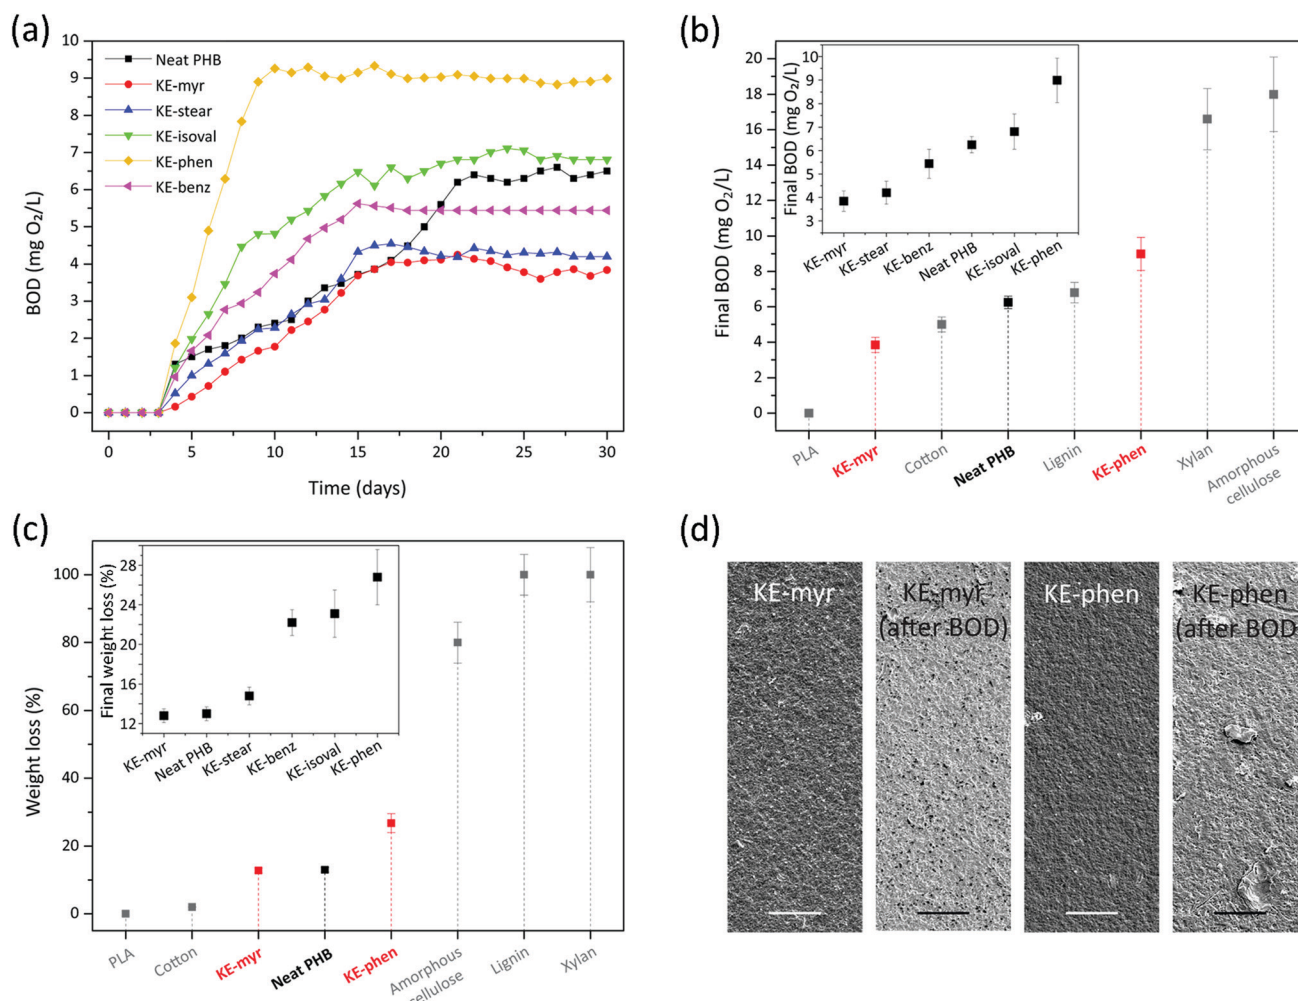 (a)
10
9
8
7
6
5
4
3
2
1
0
BOD (mg O₂/L)
Neat PHB
KE-myr
KE-stear
KE-isoval
KE-phen
KE-benz
0
5
10
15
20
25
30
Time (days)
(b)
20
18
16
14
12
10
8
6
4
2
0
Final BOD (mg O₂/L)
10
9
8
7
6
5
4
3
Final BOD (mg O₂/L)
KE-myr
KE-stear
KE-benz
Neat PHB
KE-isoval
KE-phen
PLA
KE-myr
Cotton
Neat PHB
Lignin
KE-phen
Xylan
Amorphous
cellulose
(c)
100
80
60
40
20
0
Weight loss (%)
28
24
20
16
12
Final weight loss (%)
KE-myr
Neat PHB
KE-stear
KE-benz
KE-isoval
KE-phen
PLA
Cotton
KE-myr
Neat PHB
KE-phen
Amorphous
cellulose
Lignin
Xylan
(d)
KE-myr
KE-myr
(after BOD)
KE-phen
KE-phen
(after BOD)